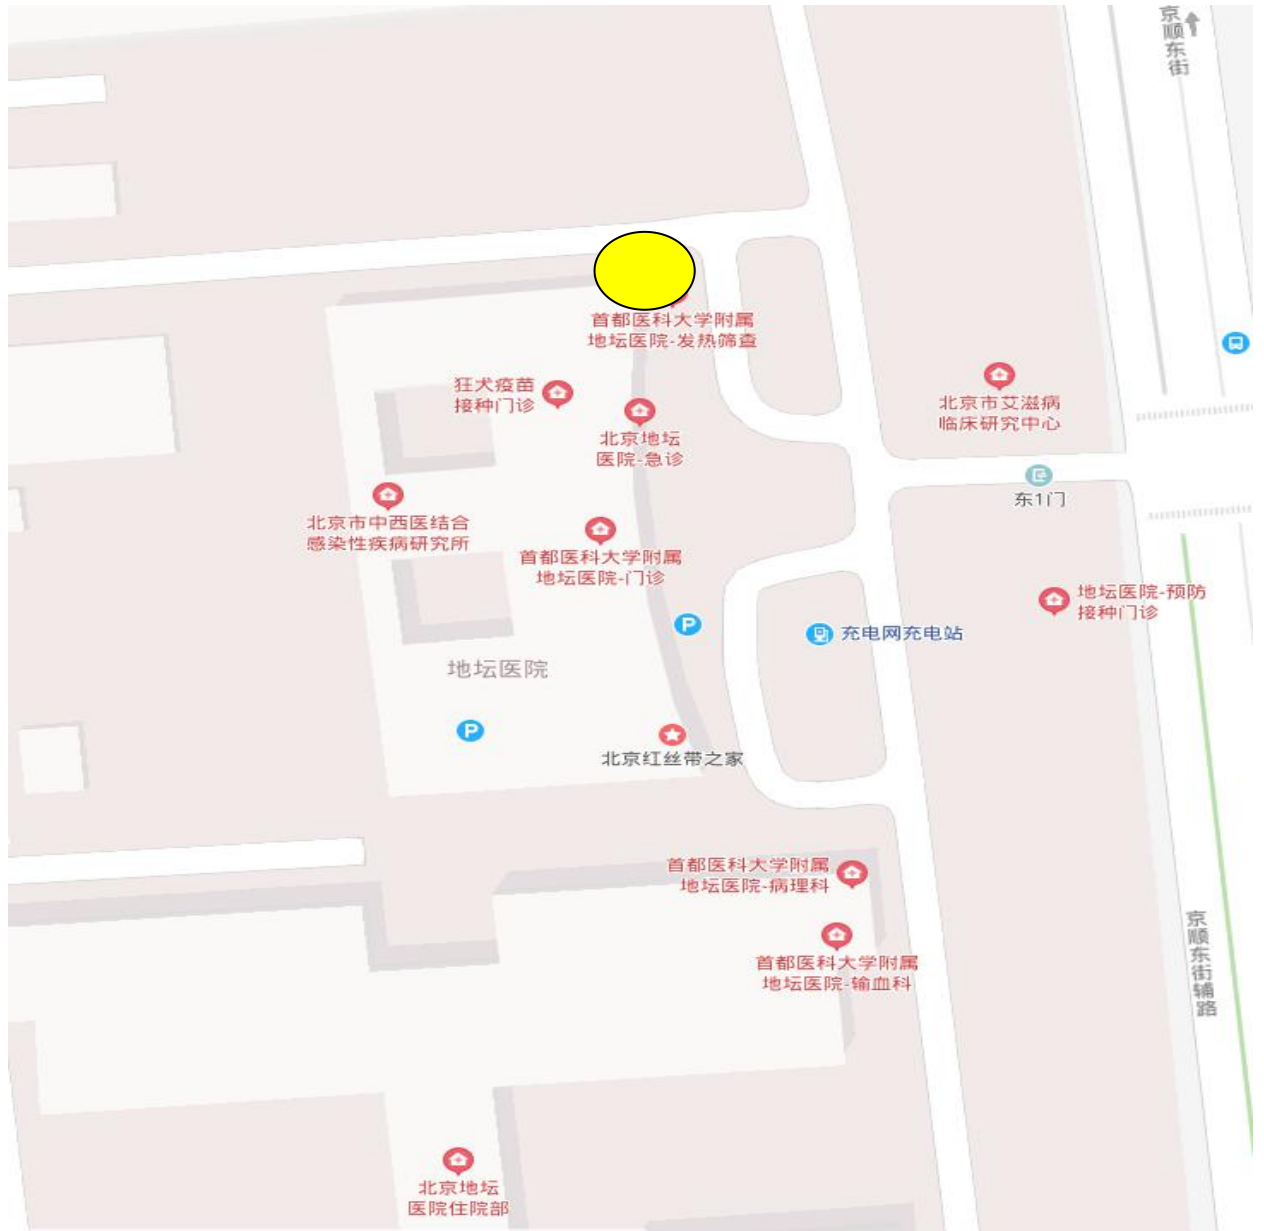 京
顺
东
街
首都医科大学附属
地坛医院-发热筛查
狂犬疫苗
接种门诊
北京市艾滋病
临床研究中心
北京地坛
医院-急诊
东1门
北京市中西医结合
感染性疾病研究所
首都医科大学附属
地坛医院-门诊
地坛医院-预防
接种门诊
P
充电网充电站
地坛医院
P
北京红丝带之家
首都医科大学附属
地坛医院-病理科
京
顺
东
街
辅
路
首都医科大学附属
地坛医院-输血科
北京地坛
医院住院部